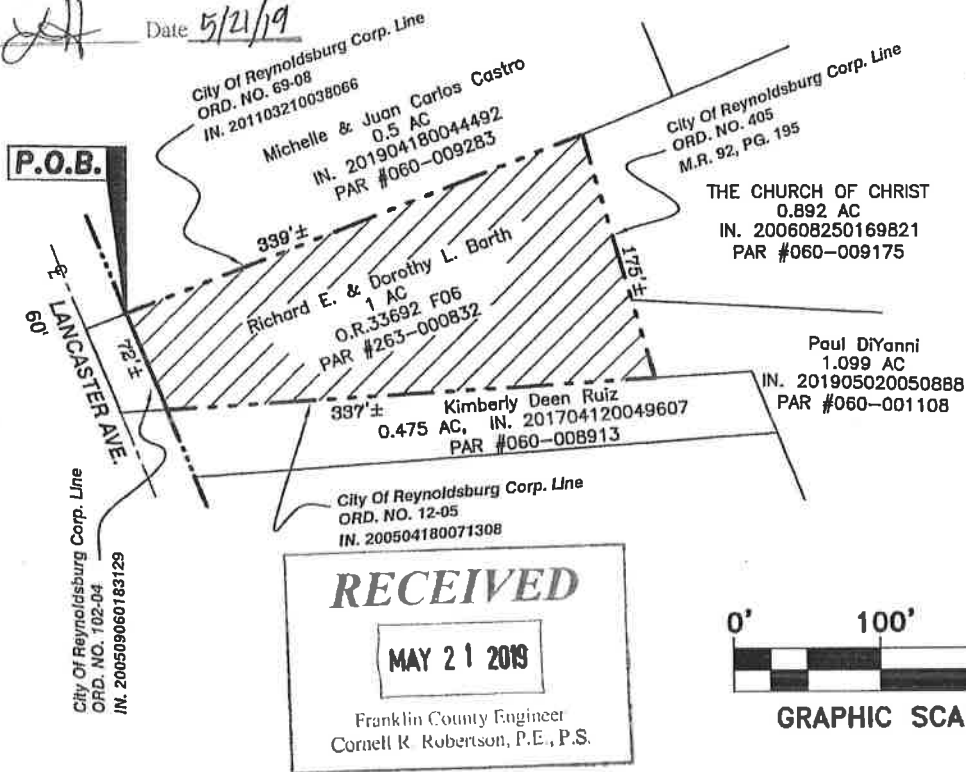 Date 5/21/19
City Of Reynoldsburg Corp. Line
ORD. NO. 69-08
IN. 201103210038066
Michelle & Juan Carlos Castro
0.5 AC
IN. 201904180044492
PAR #060-009283
City Of Reynoldsburg Corp. Line
ORD. NO. 405
M.R. 92, PG. 195
P.O.B.
THE CHURCH OF CHRIST
0.892 AC
IN. 200608250169821
PAR #060-009175
339'±
175'±
Richard E. & Dorothy L. Barth
1 AC
O.R.33692 F06
PAR #263-000832
60'
LANCASTER AVE.
72'±
Paul DiYanni
1.099 AC
IN. 201905020050888
PAR #060-001108
337'±
Kimberly Deen Ruiz
0.475 AC, IN. 201704120049607
PAR #060-008913
City Of Reynoldsburg Corp. Line
ORD. NO. 12-05
IN. 200504180071308
City Of Reynoldsburg Corp. Line
ORD. NO. 102-04
IN. 200509060183129
RECEIVED
MAY 21 2019
Franklin County Engineer
Cornell R. Robertson, P.E., P.S.
0' 100'
GRAPHIC SCA